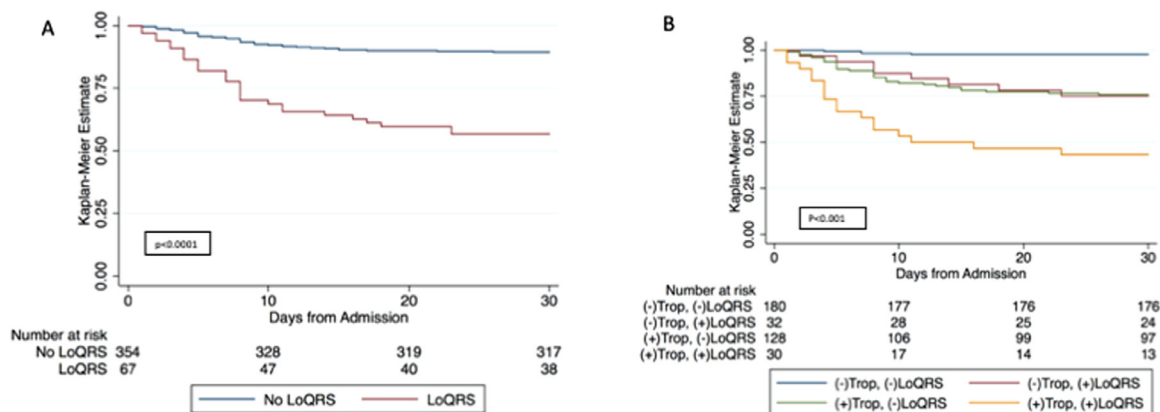 A
Kaplan-Meier Estimate
1.00
0.75
0.50
0.25
0.00
p<0.0001
0 10 20 30
Days from Admission
Number at risk
No LoQRS 354 328 319 317
LoQRS 67 47 40 38
No LoQRS LoQRS
B
Kaplan-Meier Estimate
1.00
0.75
0.50
0.25
0.00
P<0.001
0 10 20 30
Days from Admission
Number at risk
(-)Trop, (-)LoQRS 180 177 176 176
(-)Trop, (+)LoQRS 32 28 25 24
(+)Trop, (-)LoQRS 128 106 99 97
(+)Trop, (+)LoQRS 30 17 14 13
(-)Trop, (-)LoQRS (-)Trop, (+)LoQRS
(+)Trop, (-)LoQRS (+)Trop, (+)LoQRS